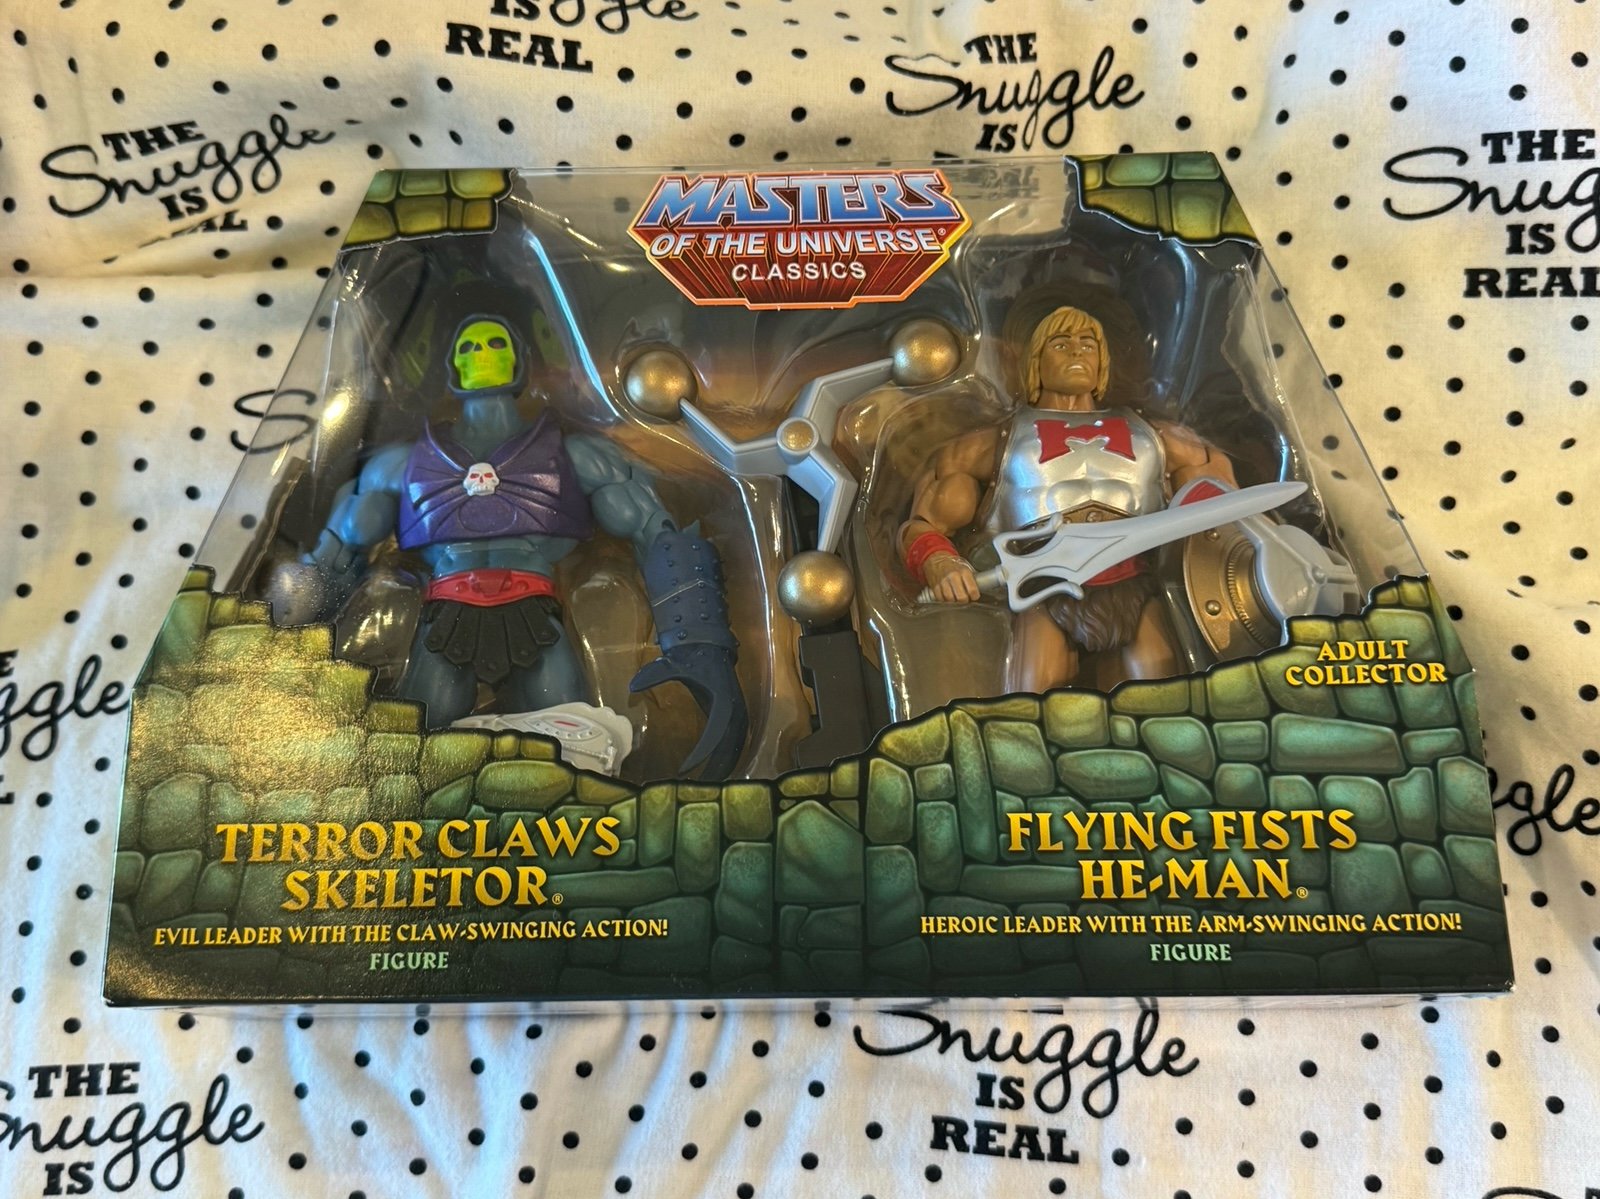 IS
REAL
THE
Snuggle
IS
THE
Snuggle
IS
REAL
THE
IS
REAL
MASTERS
OF THE UNIVERSE®
CLASSICS
ADULT
COLLECTOR
TERROR CLAWS
SKELETOR®
EVIL LEADER WITH THE CLAW-SWINGING ACTION!
FIGURE
FLYING FISTS
HE-MAN®
HEROIC LEADER WITH THE ARM-SWINGING ACTION!
FIGURE
THE
Snuggle
IS
Snuggle
IS
REAL